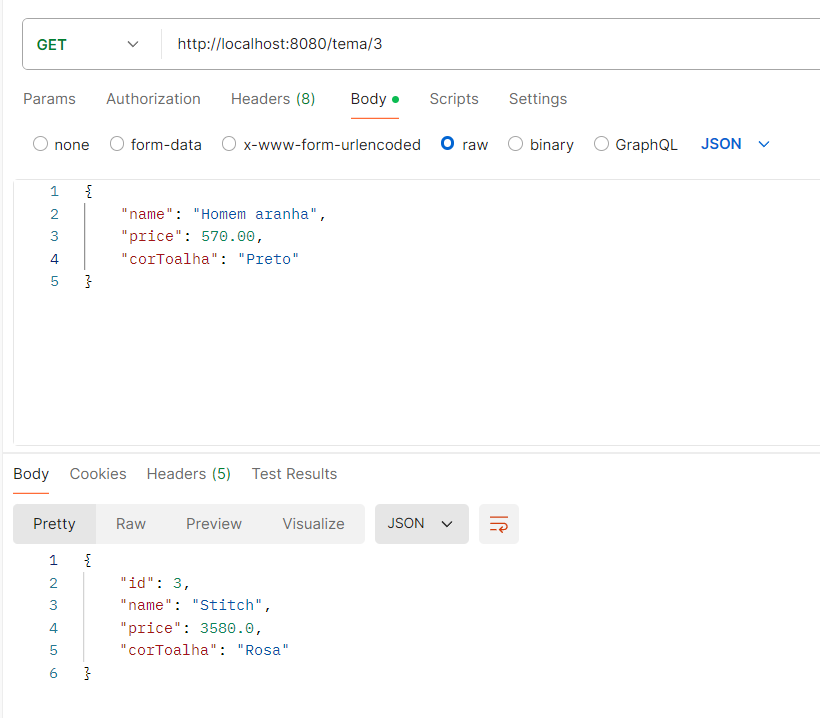 GET http://localhost:8080/tema/3
Params Authorization Headers (8) Body Scripts Settings
none form-data x-www-form-urlencoded raw binary GraphQL JSON
1 {
2 "name": "Homem aranha",
3 "price": 570.00,
4 "corToalha": "Preto"
5 }
Body Cookies Headers (5) Test Results
Pretty Raw Preview Visualize JSON
1 {
2 "id": 3,
3 "name": "Stitch",
4 "price": 3580.0,
5 "corToalha": "Rosa"
6 }